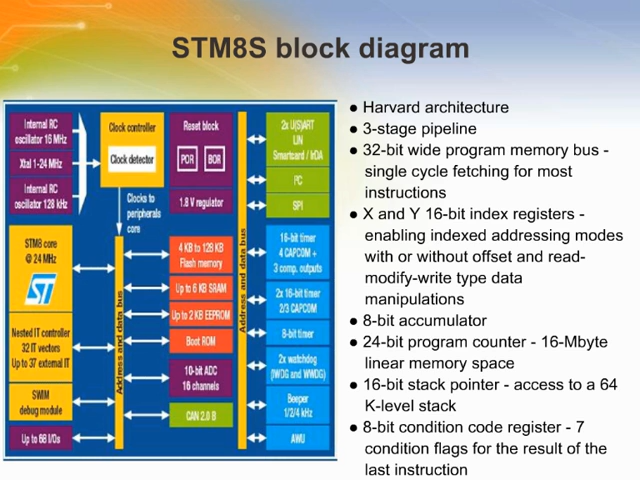 STM8S block diagram
Internal RC
oscillator 16 MHz
Xtal 1-24 MHz
Internal RC
oscillator 128 kHz
Clock controller
Clock detector
Clocks to
peripherals
core
Reset block
POR BOR
1.8 V regulator
2x U(S)ART
LIN
Smartcard / IrDA
I²C
SPI
STM8 core
@ 24 MHz
ST
Nested IT controller
32 IT vectors
Up to 37 external IT
SWIM
debug module
Up to 68 I/Os
Address and data bus
4 KB to 128 KB
Flash memory
Up to 6 KB SRAM
Up to 2 KB EEPROM
Boot ROM
10-bit ADC
16 channels
CAN 2.0 B
Address and data bus
16-bit timer
4 CAPCOM +
3 comp. outputs
2x 16-bit timer
2/3 CAPCOM
8-bit timer
2x watchdog
(IWDG and WWDG)
Beeper
1/2/4 kHz
AWU
● Harvard architecture
● 3-stage pipeline
● 32-bit wide program memory bus -
single cycle fetching for most
instructions
● X and Y 16-bit index registers -
enabling indexed addressing modes
with or without offset and read-
modify-write type data
manipulations
● 8-bit accumulator
● 24-bit program counter - 16-Mbyte
linear memory space
● 16-bit stack pointer - access to a 64
K-level stack
● 8-bit condition code register - 7
condition flags for the result of the
last instruction